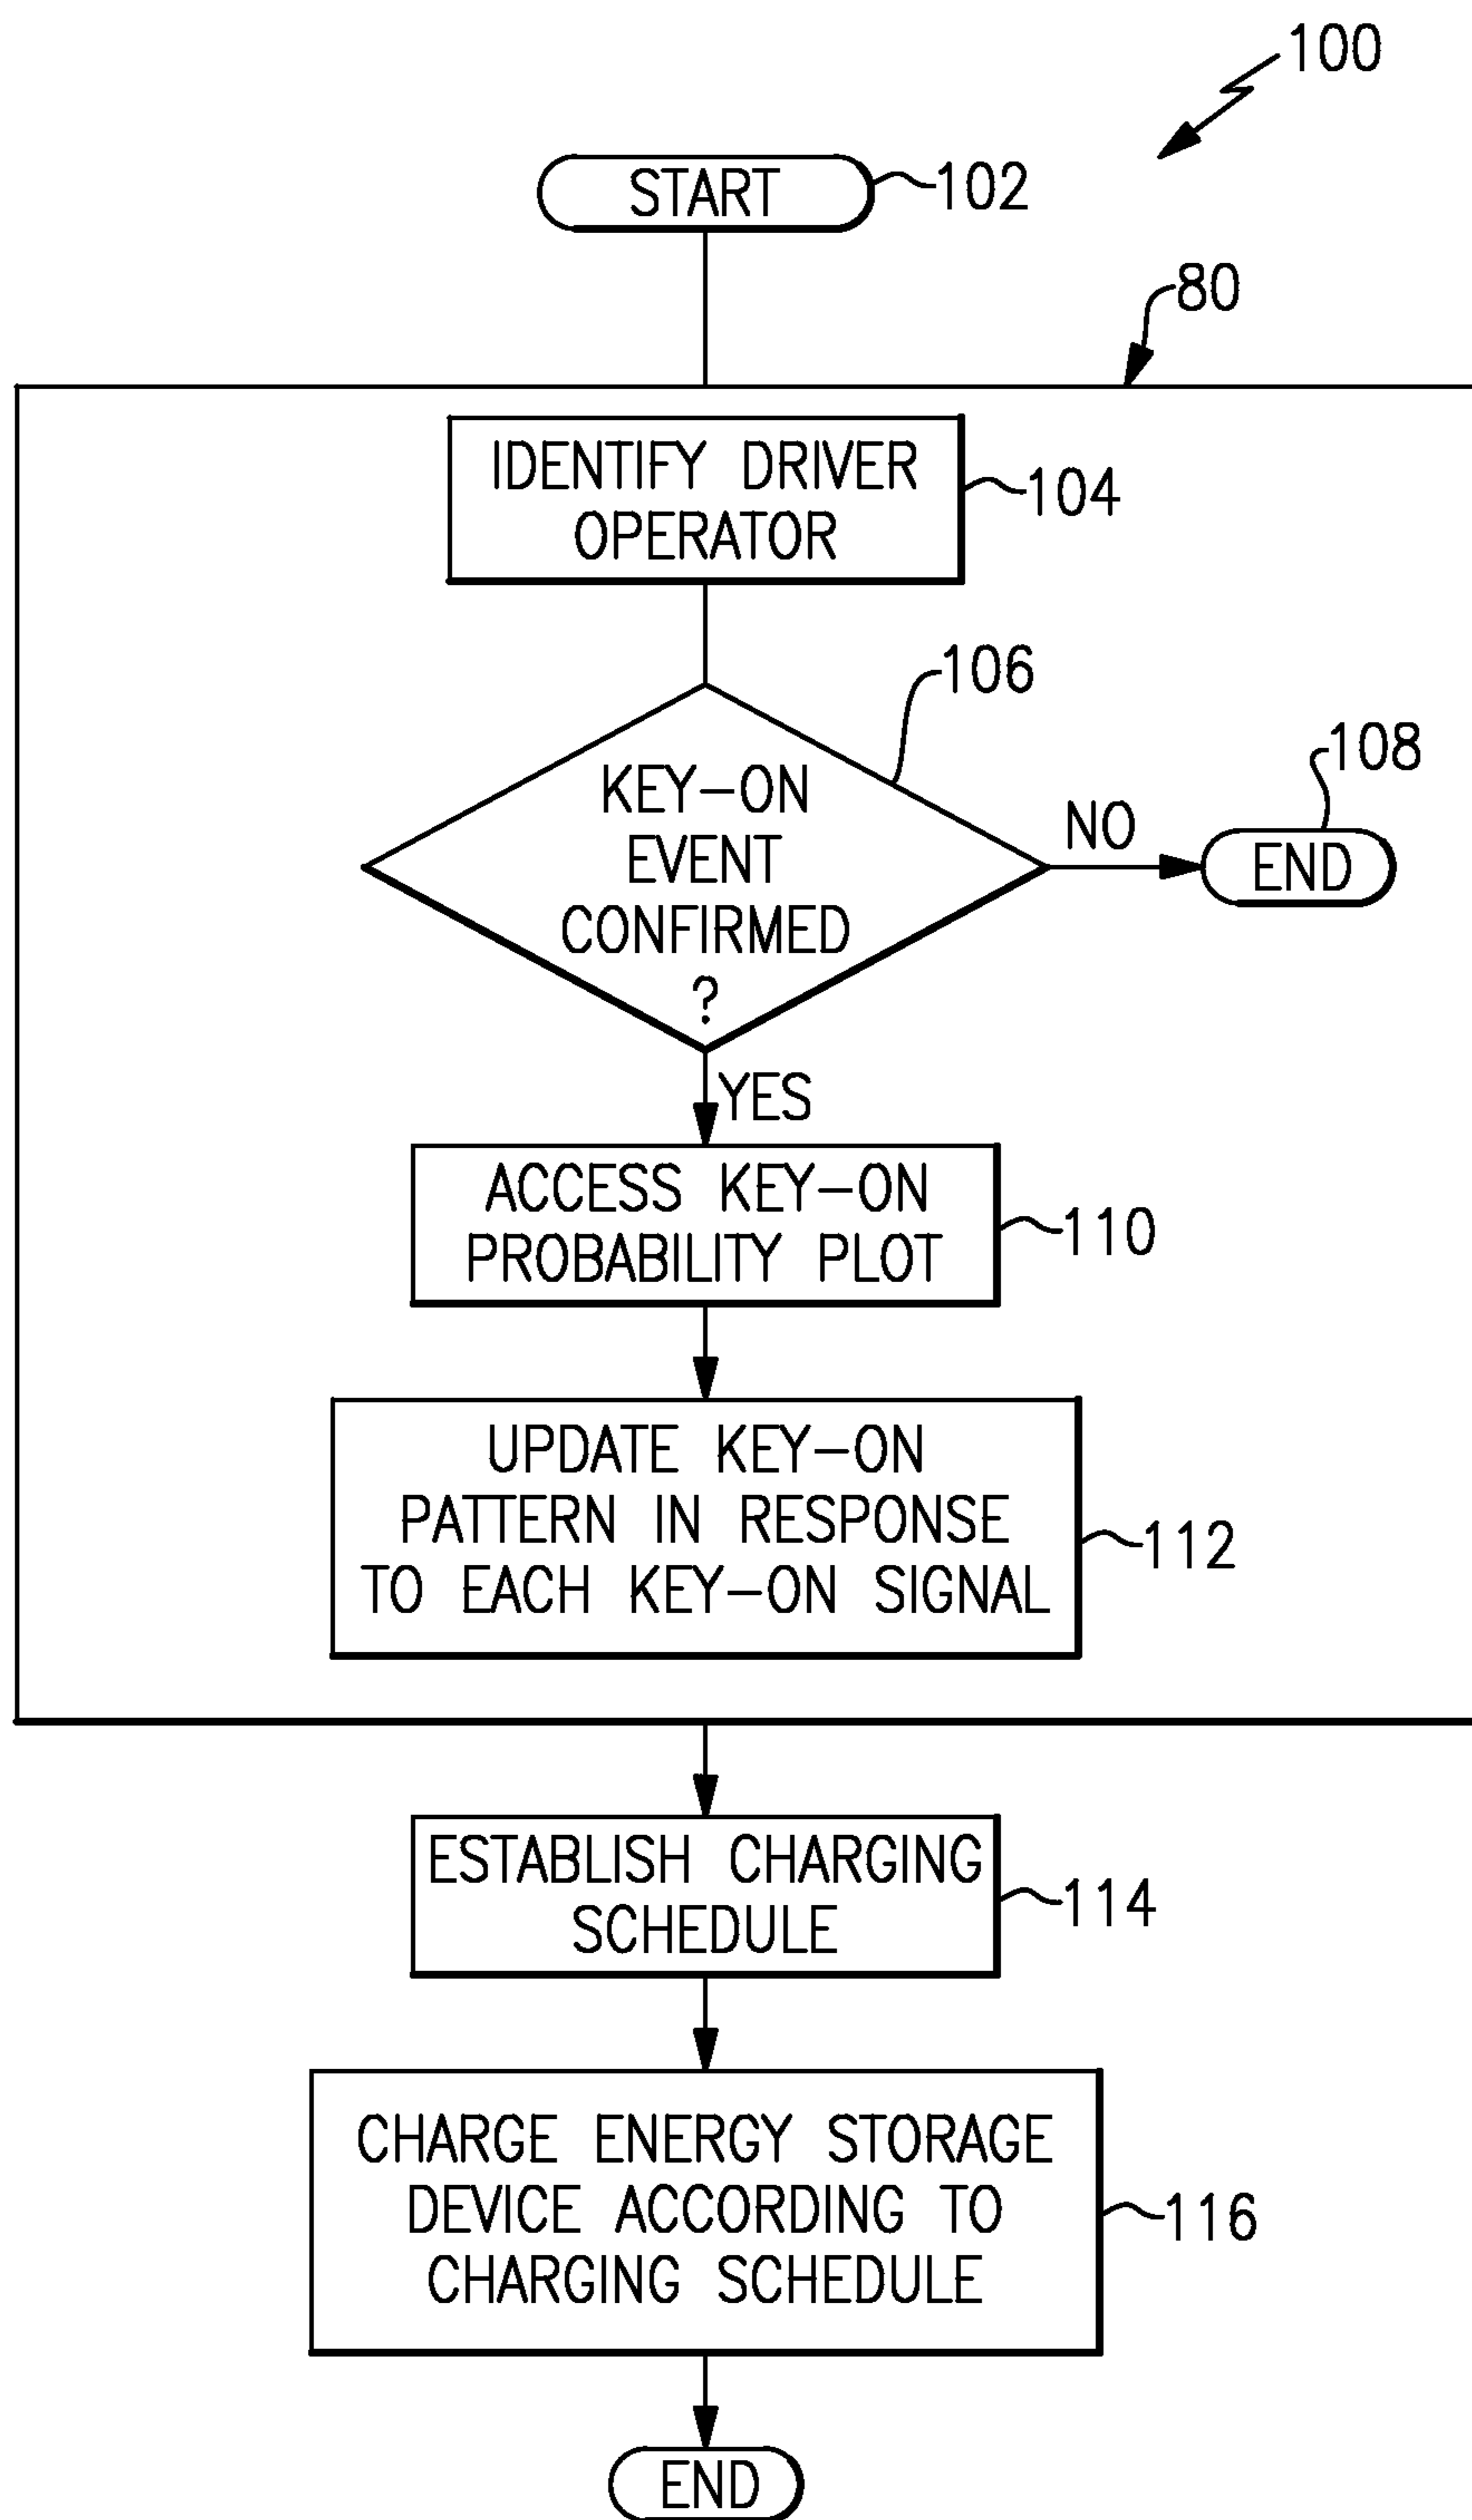 100
START
102
80
IDENTIFY DRIVER
OPERATOR
104
106
108
KEY-ON
EVENT
CONFIRMED
?
NO
END
YES
ACCESS KEY-ON
PROBABILITY PLOT
110
UPDATE KEY-ON
PATTERN IN RESPONSE
TO EACH KEY-ON SIGNAL
112
ESTABLISH CHARGING
SCHEDULE
114
CHARGE ENERGY STORAGE
DEVICE ACCORDING TO
CHARGING SCHEDULE
116
END